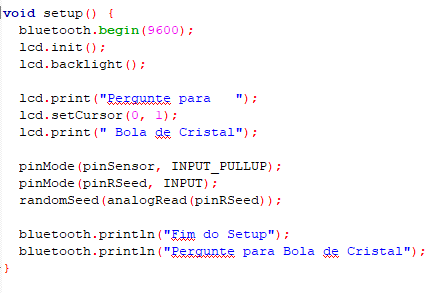 void setup() {
  bluetooth.begin(9600);
  lcd.init();
  lcd.backlight();

  lcd.print("Pergunte para   ");
  lcd.setCursor(0, 1);
  lcd.print(" Bola de Cristal");

  pinMode(pinSensor, INPUT_PULLUP);
  pinMode(pinRSeed, INPUT);
  randomSeed(analogRead(pinRSeed));

  bluetooth.println("Fim do Setup");
  bluetooth.println("Pergunte para Bola de Cristal");
}